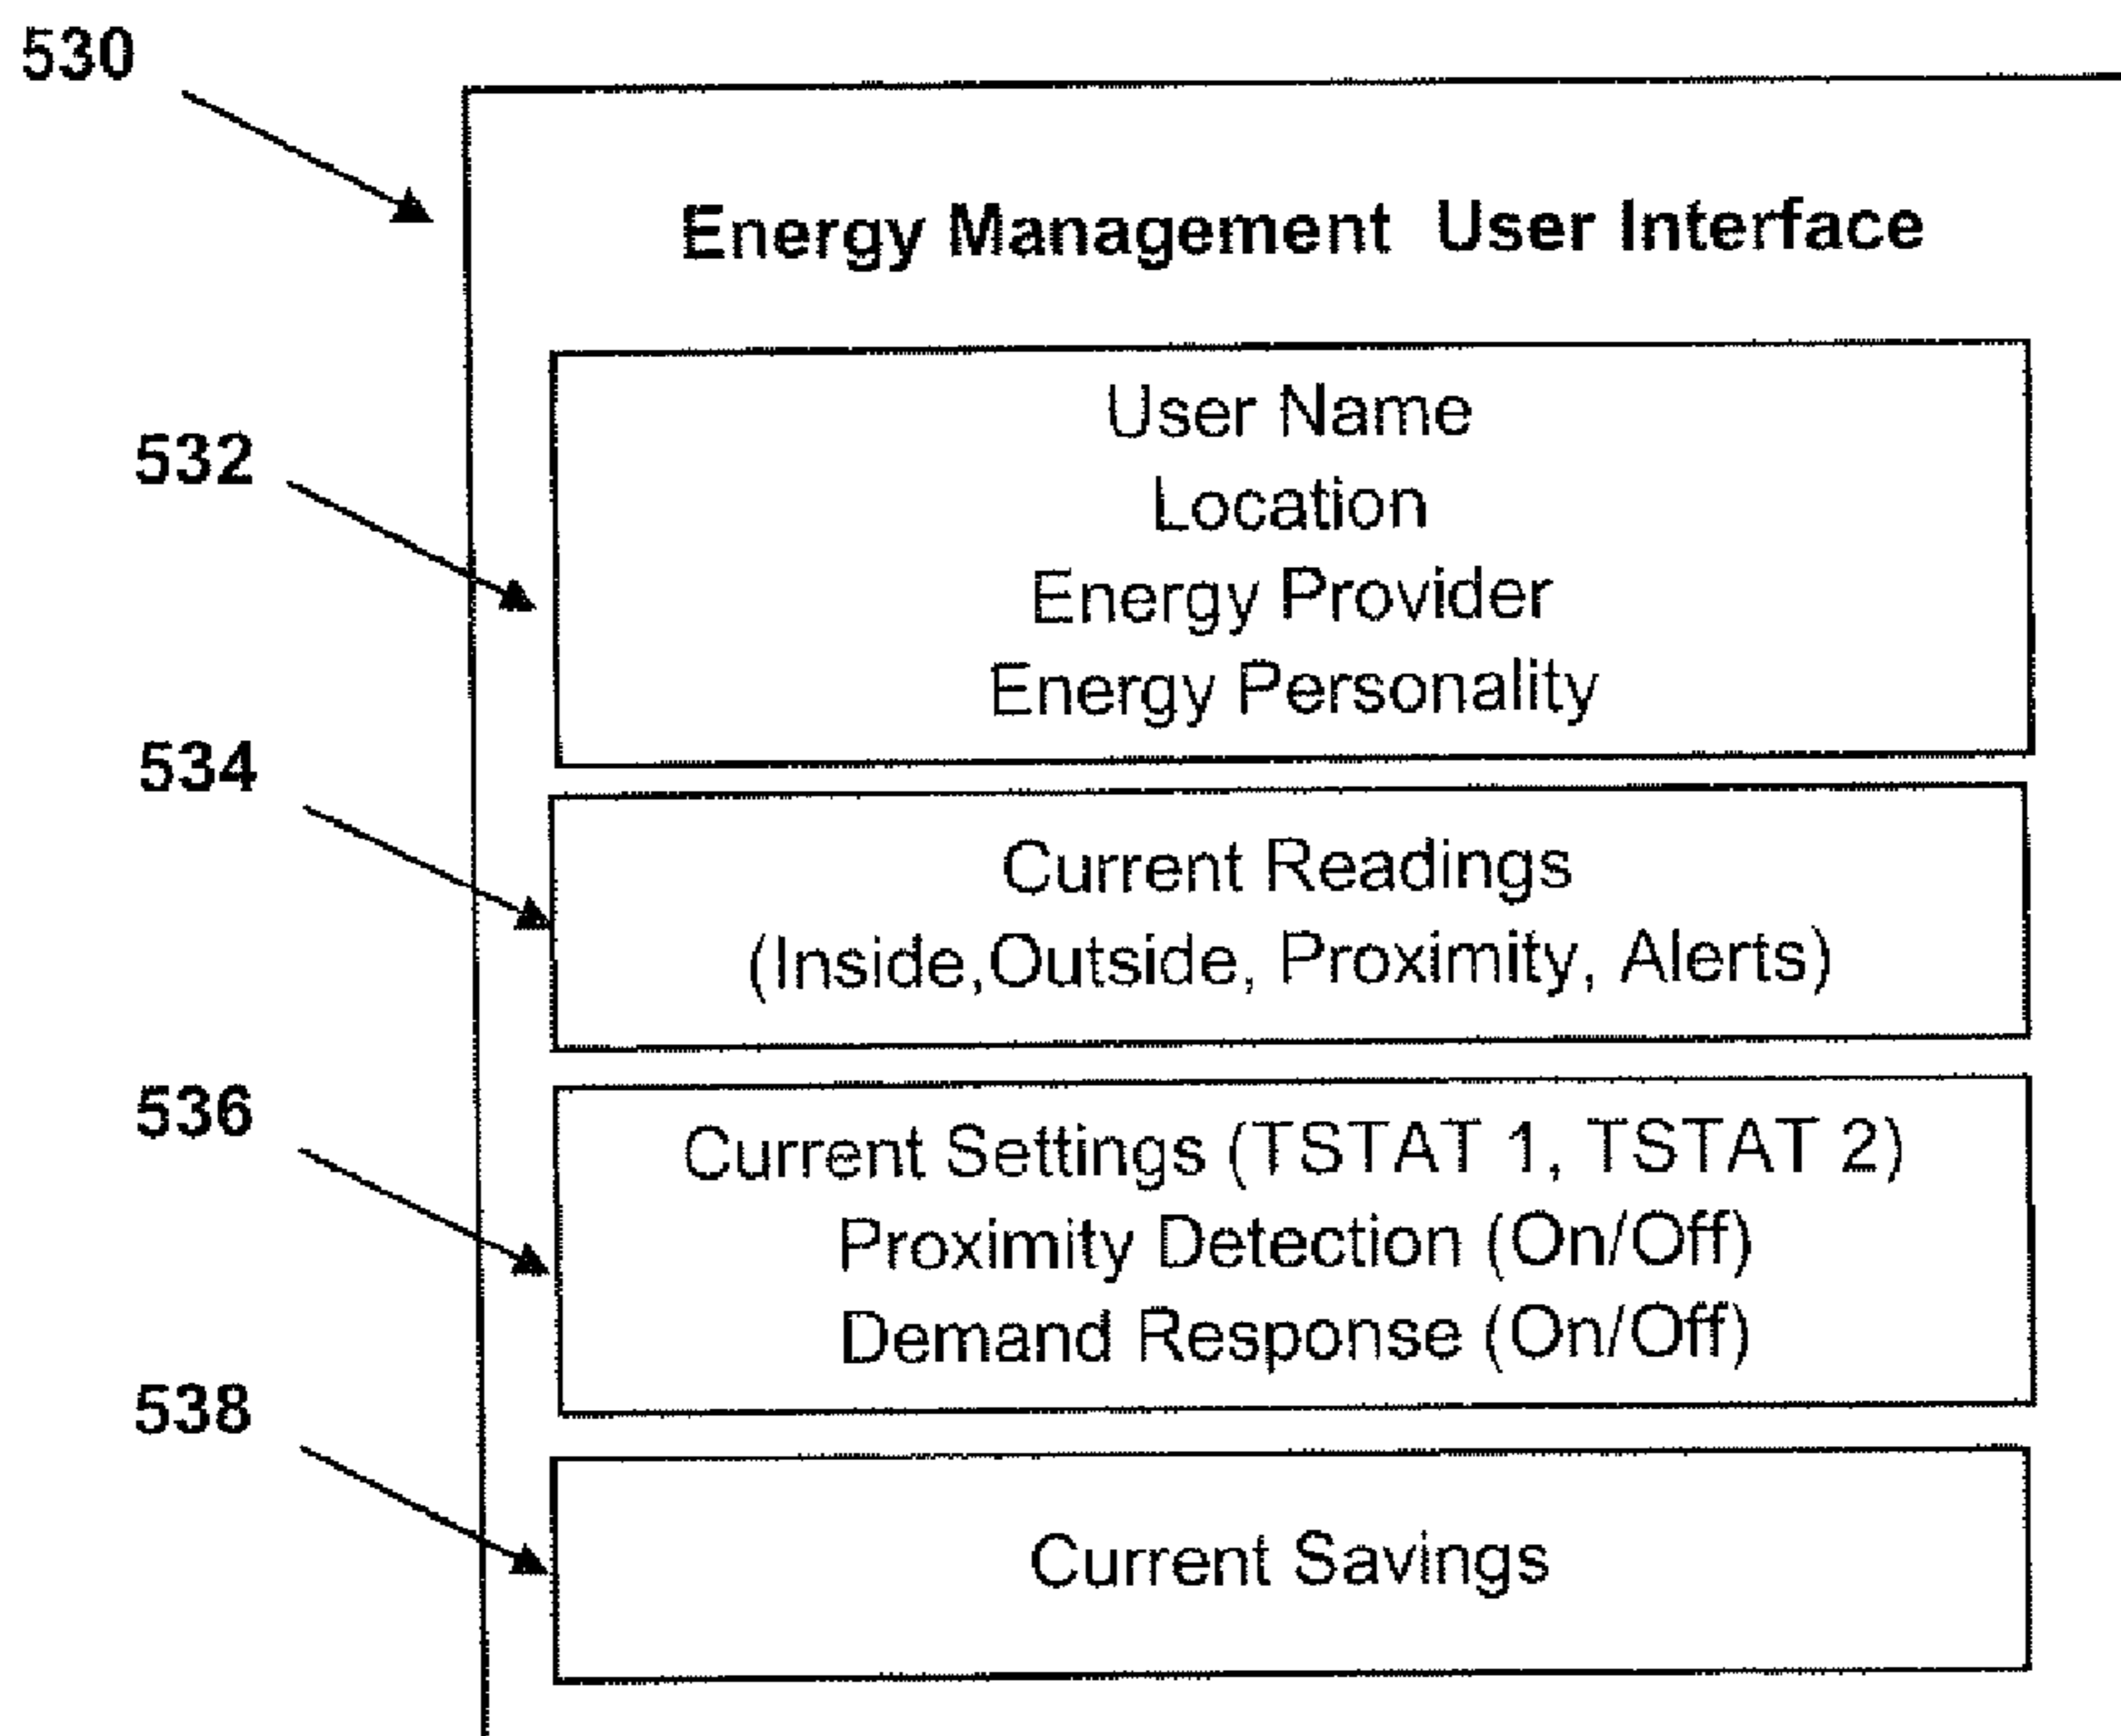 530
Energy Management User Interface
532
User Name
Location
Energy Provider
Energy Personality
534
Current Readings
(Inside,Outside, Proximity, Alerts)
536
Current Settings (TSTAT 1, TSTAT 2)
Proximity Detection (On/Off)
Demand Response (On/Off)
538
Current Savings